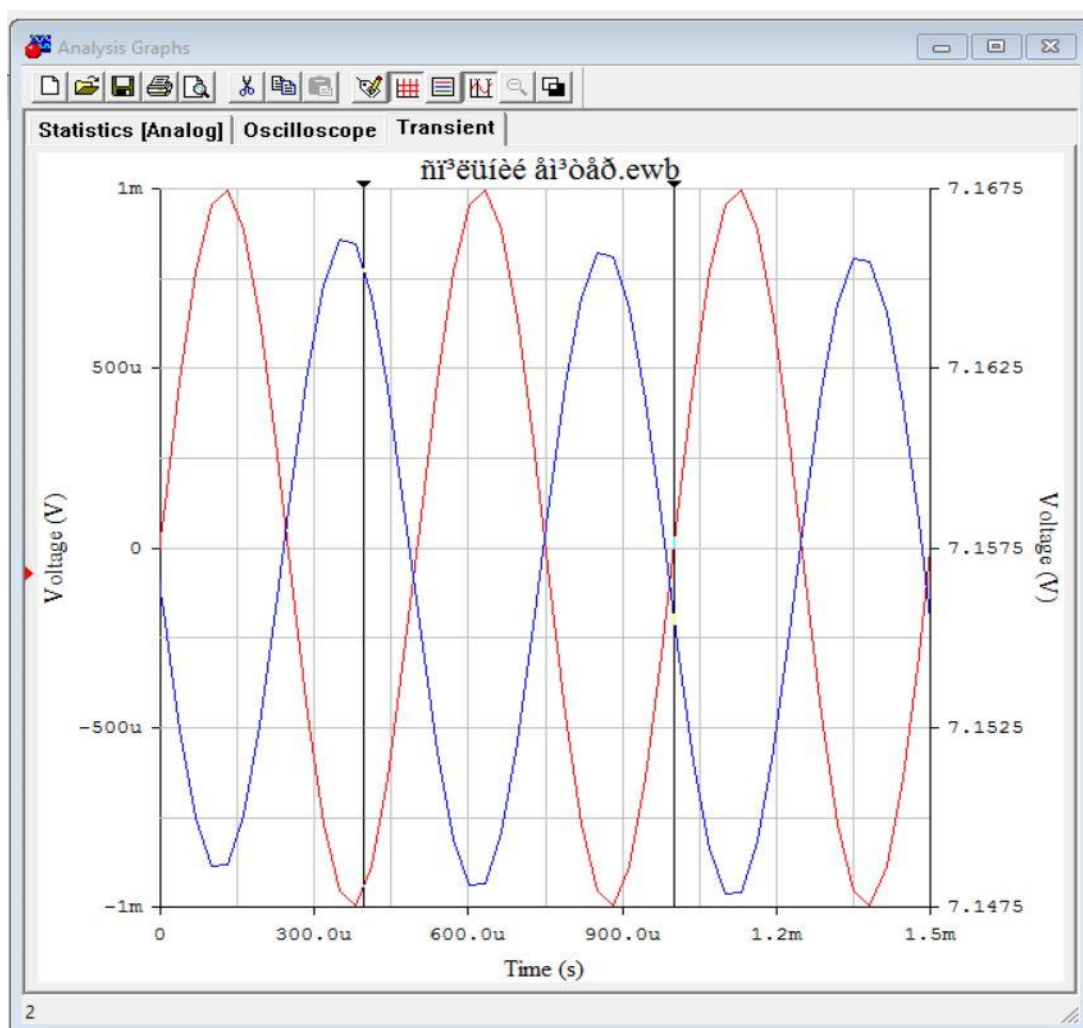 Analysis Graphs
Statistics [Analog] Oscilloscope Transient
ñï³ëüíèé åì³òåð.ewb
1m 7.1675
500u 7.1625
Voltage (V) 0 7.1575 Voltage (V)
-500u 7.1525
-1m 7.1475
0 300.0u 600.0u 900.0u 1.2m 1.5m
Time (s)
2